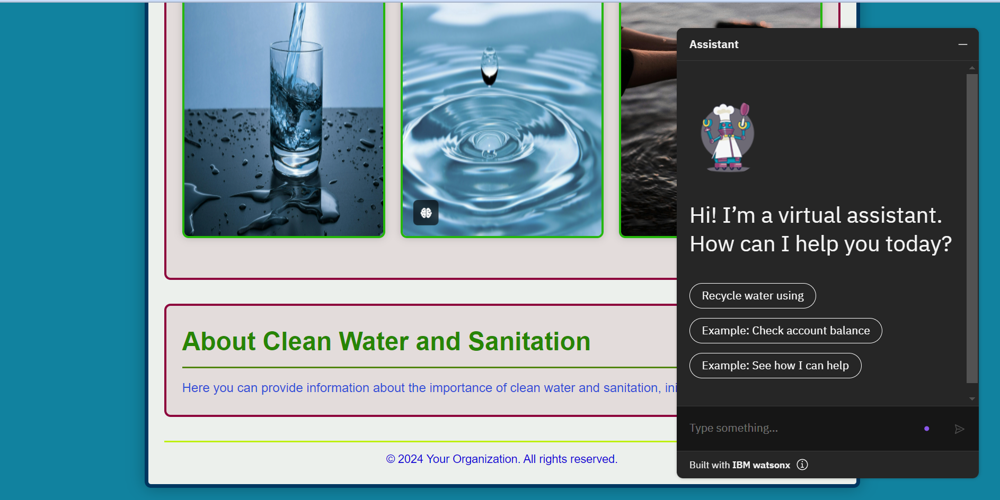 About Clean Water and Sanitation
Here you can provide information about the importance of clean water and sanitation, ini
© 2024 Your Organization. All rights reserved.
Assistant
Hi! I’m a virtual assistant.
How can I help you today?
Recycle water using
Example: Check account balance
Example: See how I can help
Type something...
Built with IBM watsonx